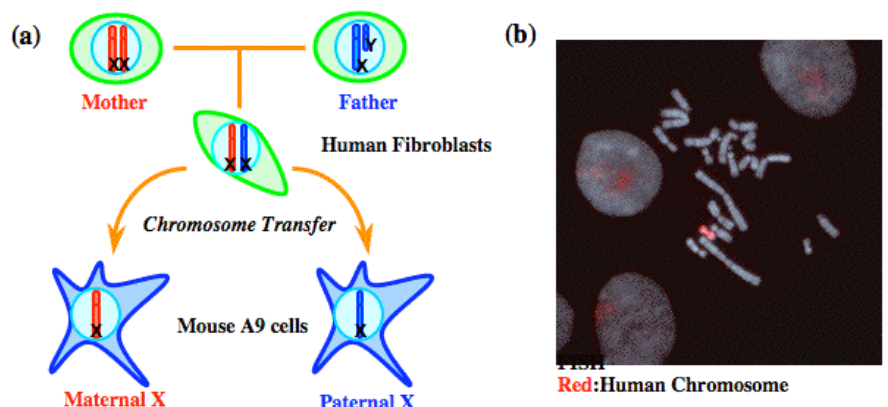 (a)
X X
Mother
Y
X
Father
Human Fibroblasts
X X
Chromosome Transfer
X
Mouse A9 cells
X
Maternal X
Paternal X
(b)
FISH
Red:Human Chromosome